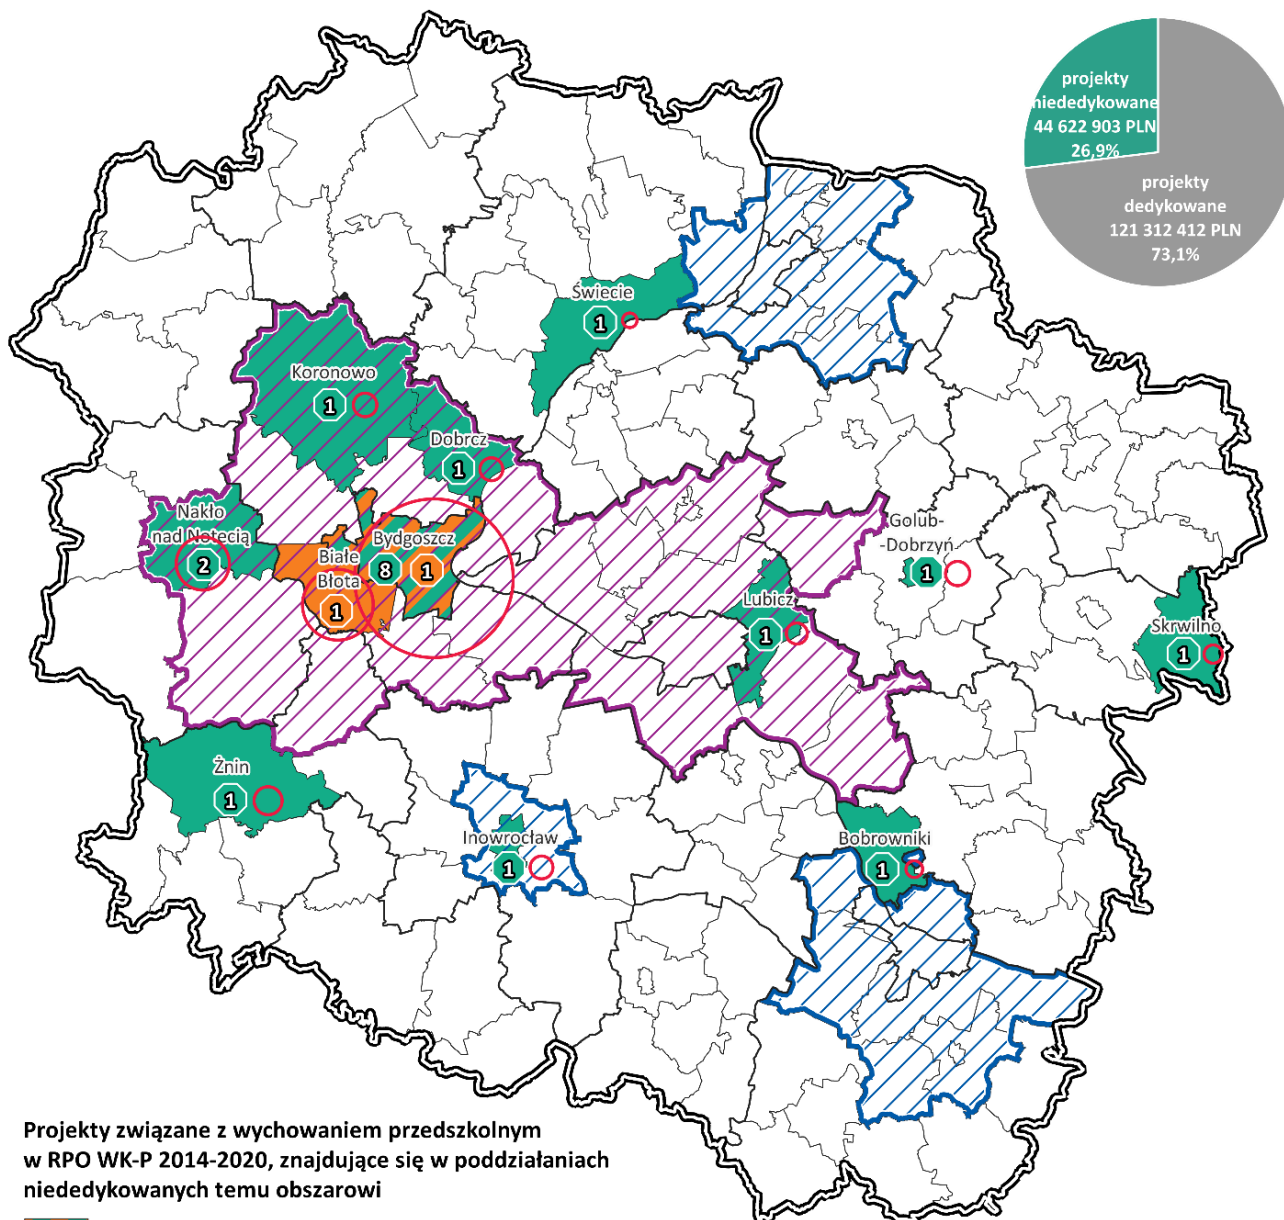 projekty
niededykowane
44 622 903 PLN
26,9%
projekty
dedykowane
121 312 412 PLN
73,1%
Świecie
1
Koronowo
1
Dobrcz
1
Nakło
nad Notecią
2
Białe
Błota
1
Bydgoszcz
8
1
Golub-
-Dobrzyń
1
Lubicz
1
Skrwilno
1
Żnin
1
Inowrocław
1
Bobrowniki
1
Projekty związane z wychowaniem przedszkolnym
w RPO WK-P 2014-2020, znajdujące się w poddziałaniach
niededykowanych temu obszarowi